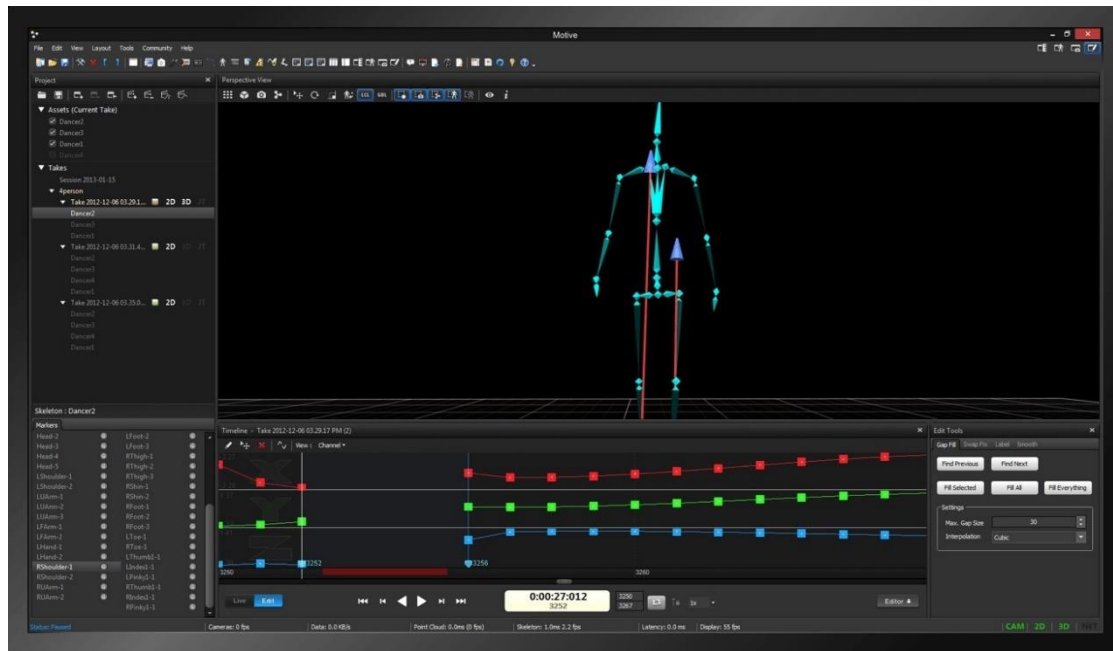 Motive
File Edit View Layout Tools Community Help
Project
Perspective View
LCL GBL
Assets (Current Take)
Dancer2
Dancer3
Dancer1
Dancer4
Takes
Session 2013-01-15
4person
Take 2012-12-06 03.29.1... 2D 3D
Dancer2
Dancer3
Dancer1
Take 2012-12-06 03.31.4... 2D 3D
Dancer2
Dancer3
Dancer4
Dancer1
Take 2012-12-06 03.35.0... 2D 3D
Dancer2
Dancer3
Dancer4
Skeleton : Dancer2
Markers
Head-2 LFoot-2
Head-3 LFoot-3
Head-4 RThigh-1
Head-5 RThigh-2
LShoulder-1 RThigh-3
LShoulder-2 RShin-1
LUArm-1 RShin-2
LUArm-2 RFoot-1
LUArm-3 RFoot-2
LFArm-1 RFoot-3
LFArm-2 LToe-1
LHand-1 RToe-1
LHand-2 LThumb1-1
RShoulder-1 LIndex1-1
RShoulder-2 LPinky1-1
RUArm-1 RThumb1-1
RUArm-2 RIndex1-1
RPinky1-1
Timeline - Take 2012-12-06 03.29.17 PM (2)
View : Channel
X
Y
Z
3252 3256
3250 3260
Live Edit
0:00:27:012
3252
3250
3267
1x
Editor
Edit Tools
Gap Fill Swap Fix Label Smooth
Find Previous Find Next
Fill Selected Fill All Fill Everything
Settings
Max. Gap Size 30
Interpolation Cubic
Status: Paused Cameras: 0 fps Data: 0.0 KB/s Point Cloud: 0.0ms (0 fps) Skeleton: 1.0ms 2.2 fps Latency: 0.0 ms Display: 55 fps | CAM | 2D | 3D | NET